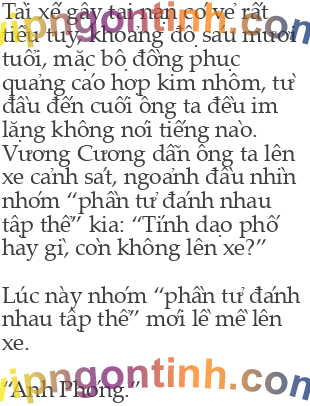 Tài xế gây tai nạn có vẻ rất
tiều tụy, khoảng độ sáu mươi
tuổi, mặc bộ đồng phục
quảng cáo hợp kim nhôm, từ
đầu đến cuối ông ta đều im
lặng không nói tiếng nào.
Vương Cương dẫn ông ta lên
xe cảnh sát, ngoảnh đầu nhìn
nhóm “phần tử đánh nhau
tập thể” kia: “Tính dạo phố
hay gì, còn không lên xe?”
Lúc này nhóm “phần tử đánh
nhau tập thể” mới lề mề lên
xe.
“Anh Phóng.”
vipngontinh.com
vipngontinh.com